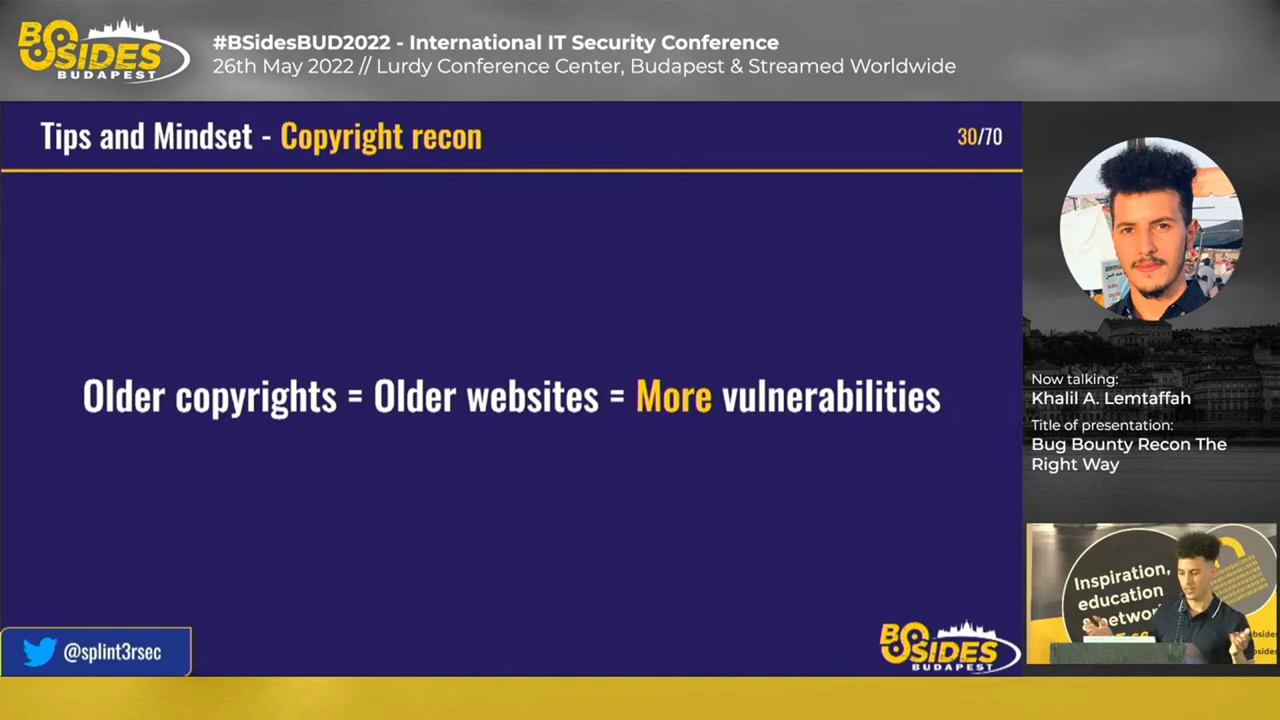 BSIDES
BUDAPEST
#BSidesBUD2022 - International IT Security Conference
26th May 2022 // Lurdy Conference Center, Budapest & Streamed Worldwide
Tips and Mindset - Copyright recon
30/70
Older copyrights = Older websites = More vulnerabilities
@splint3rsec
BSIDES
BUDAPEST
Now talking:
Khalil A. Lemtaffah
Title of presentation:
Bug Bounty Recon The
Right Way
Inspiration,
education